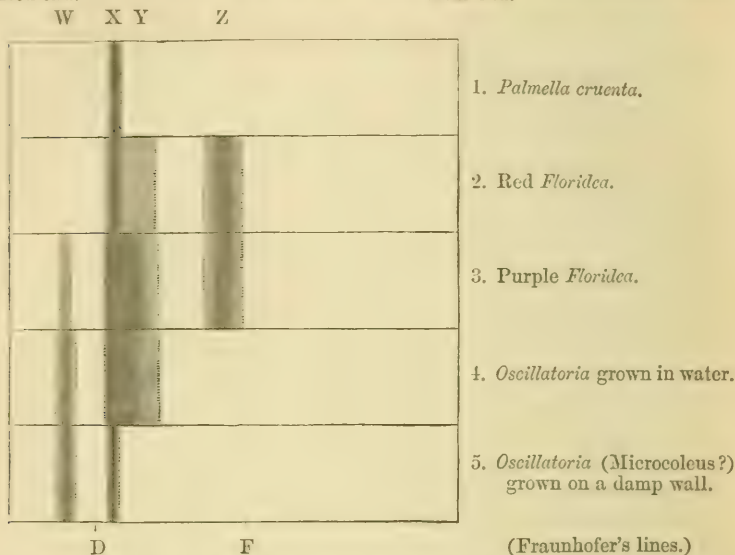 W X Y Z
1. Palmella cruenta.
2. Red Floridea.
3. Purple Floridea.
4. Oscillatoria grown in water.
5. Oscillatoria (Microcoleus?)
grown on a damp wall.
D F (Fraunhofer's lines.)